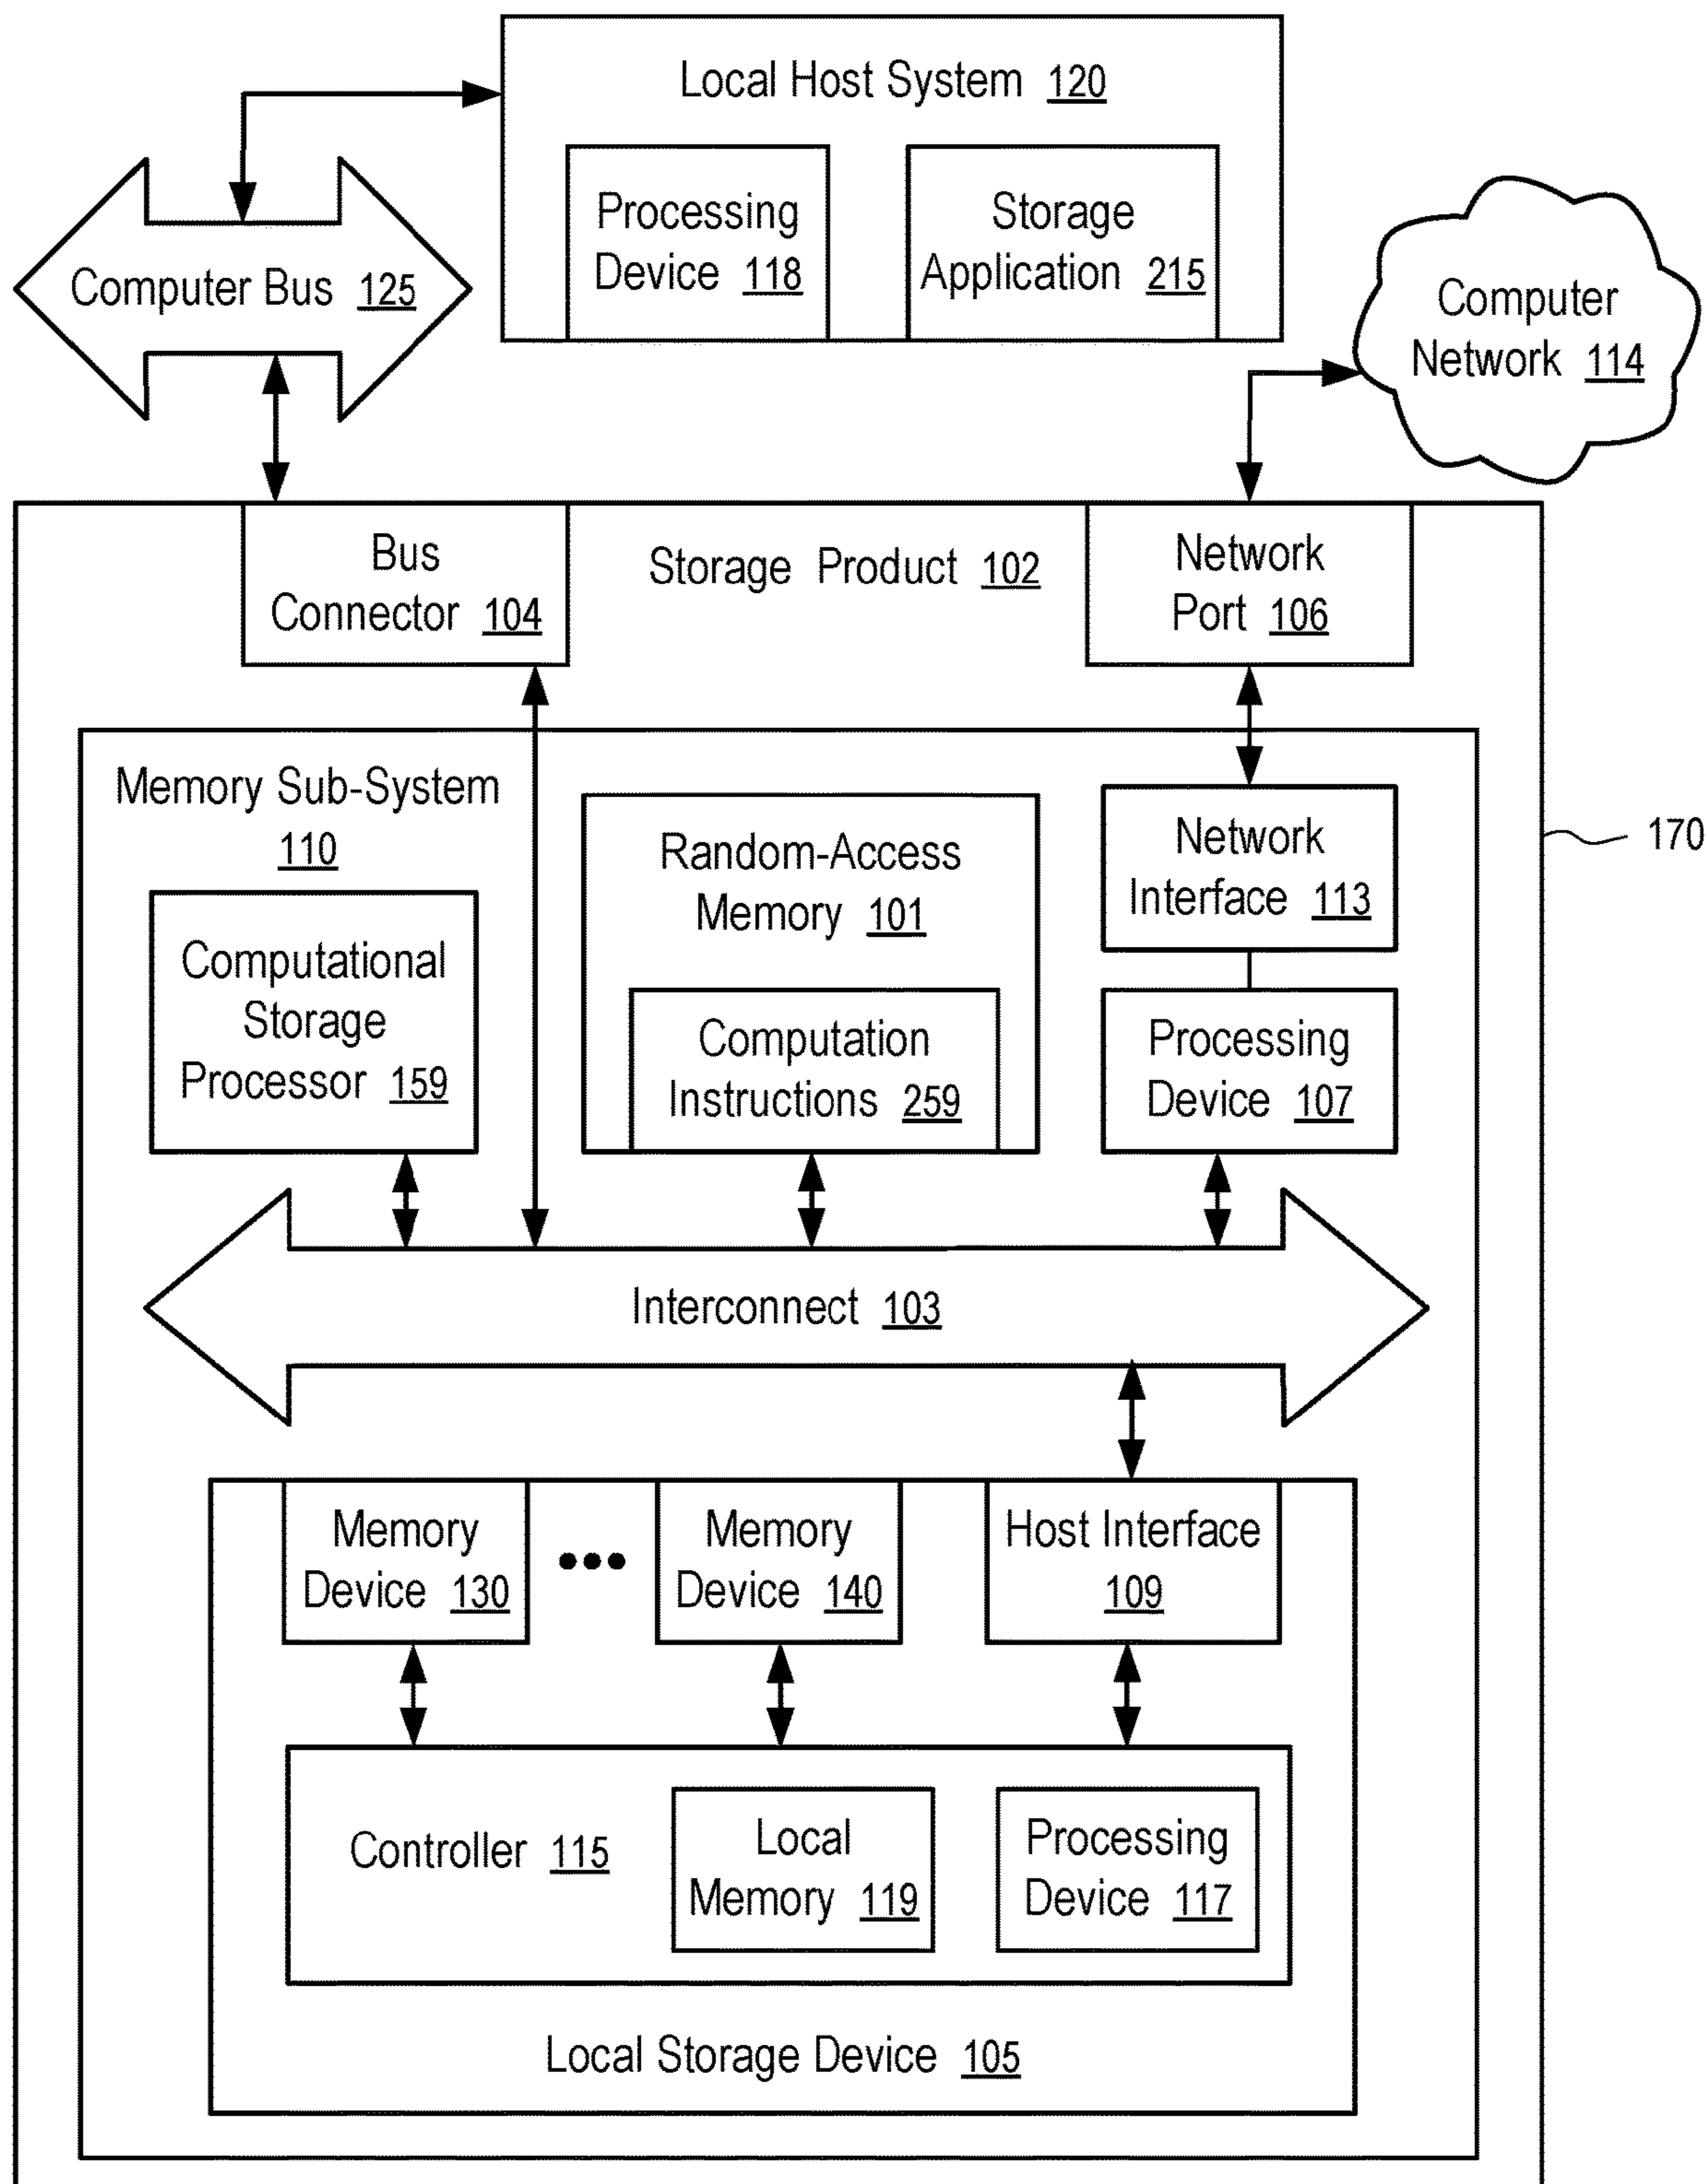 Local Host System 120
Processing
Device 118
Storage
Application 215
Computer Bus 125
Computer
Network 114
Bus
Connector 104
Storage Product 102
Network
Port 106
Memory Sub-System
110
Random-Access
Memory 101
Network
Interface 113
170
Computational
Storage
Processor 159
Computation
Instructions 259
Processing
Device 107
Interconnect 103
Memory
Device 130
Memory
Device 140
Host Interface
109
Controller 115
Local
Memory 119
Processing
Device 117
Local Storage Device 105